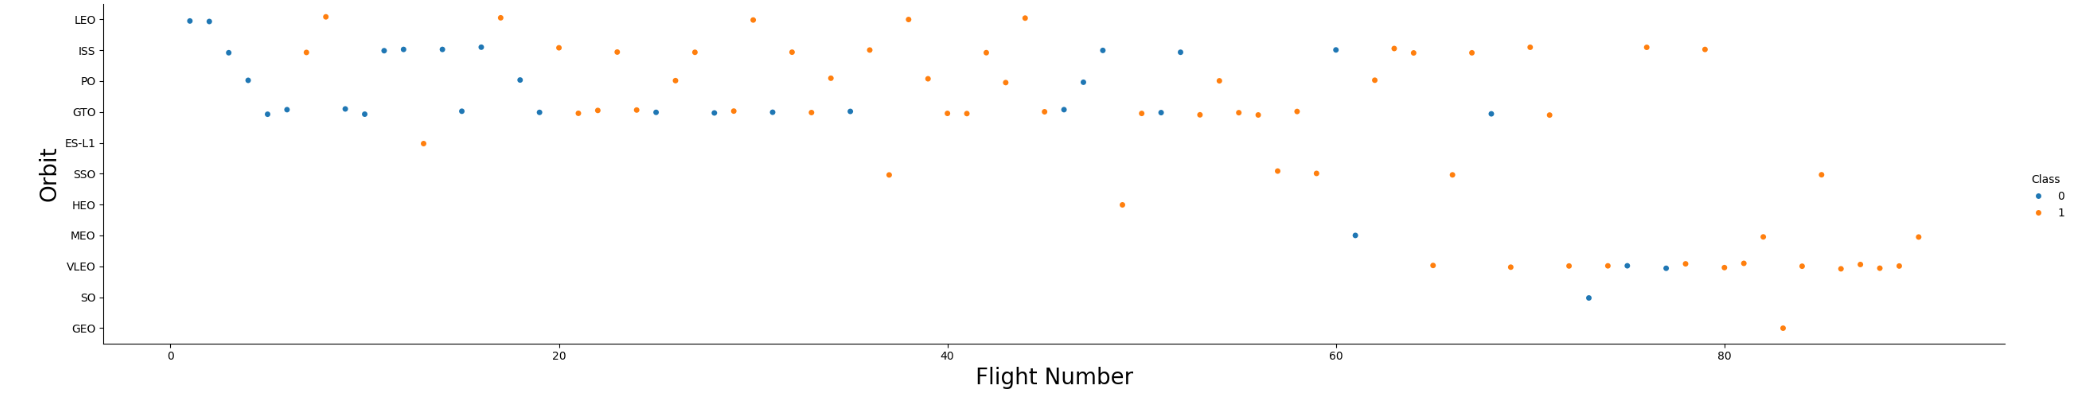 LEO
ISS
PO
GTO
ES-L1
SSO
HEO
MEO
VLEO
SO
GEO
Orbit
0
20
40
60
80
Flight Number
Class
0
1